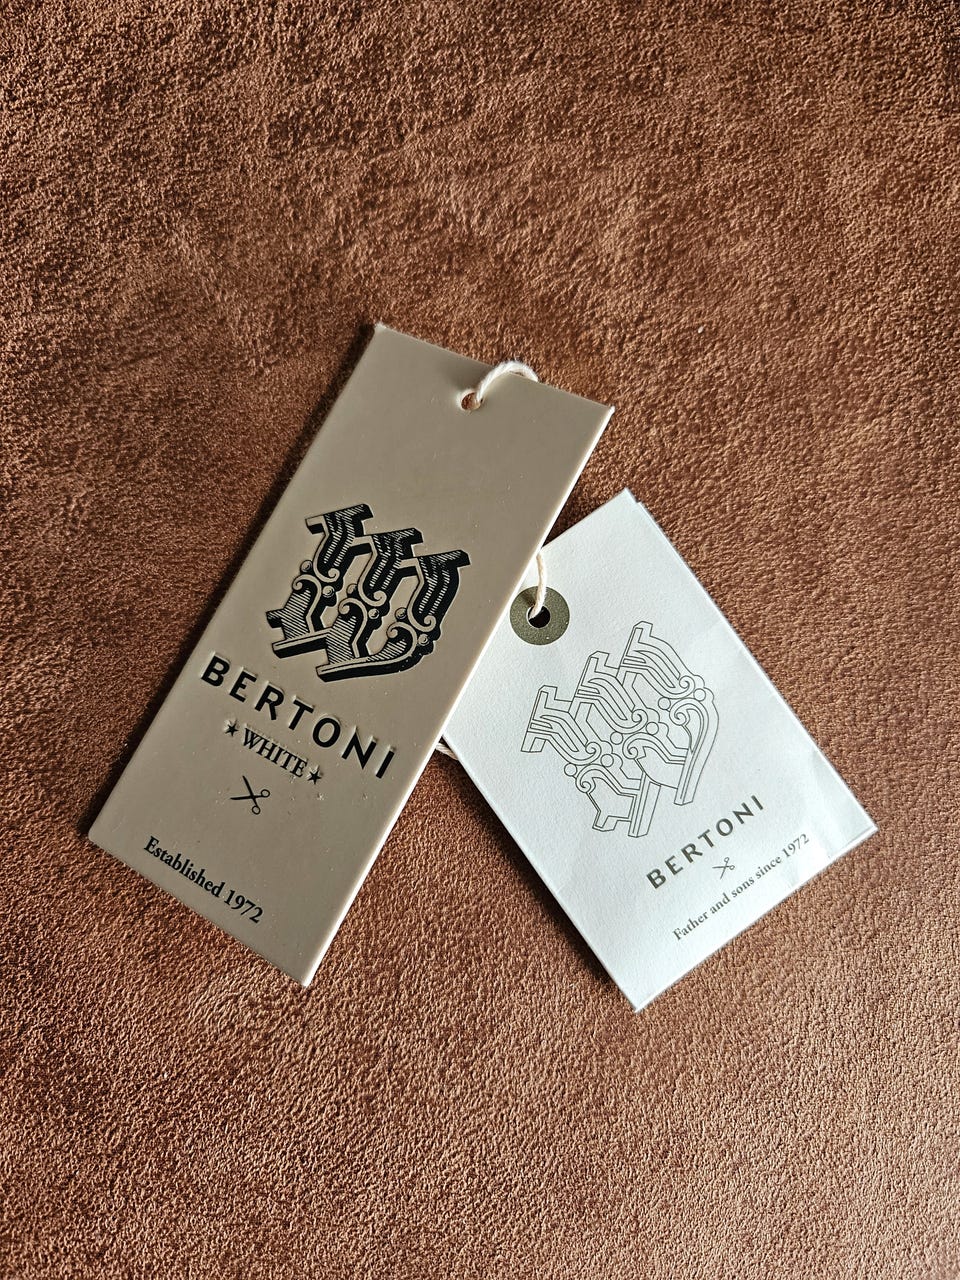 BERTONI
★ WHITE ★
Established 1972
BERTONI
Father and sons since 1972